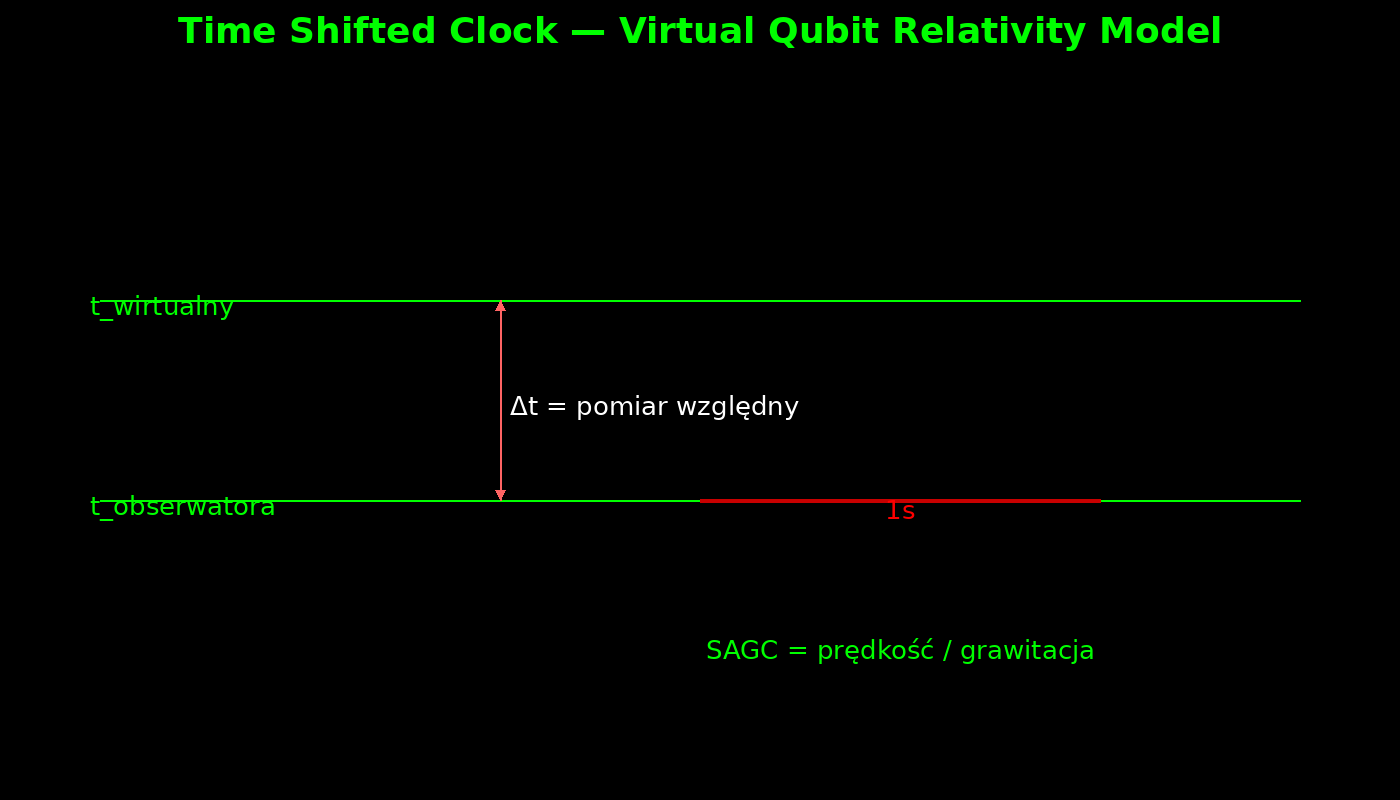 Time Shifted Clock — Virtual Qubit Relativity Model
t_wirtualny
Δt = pomiar względny
t_obserwatora
1s
SAGC = prędkość / grawitacja